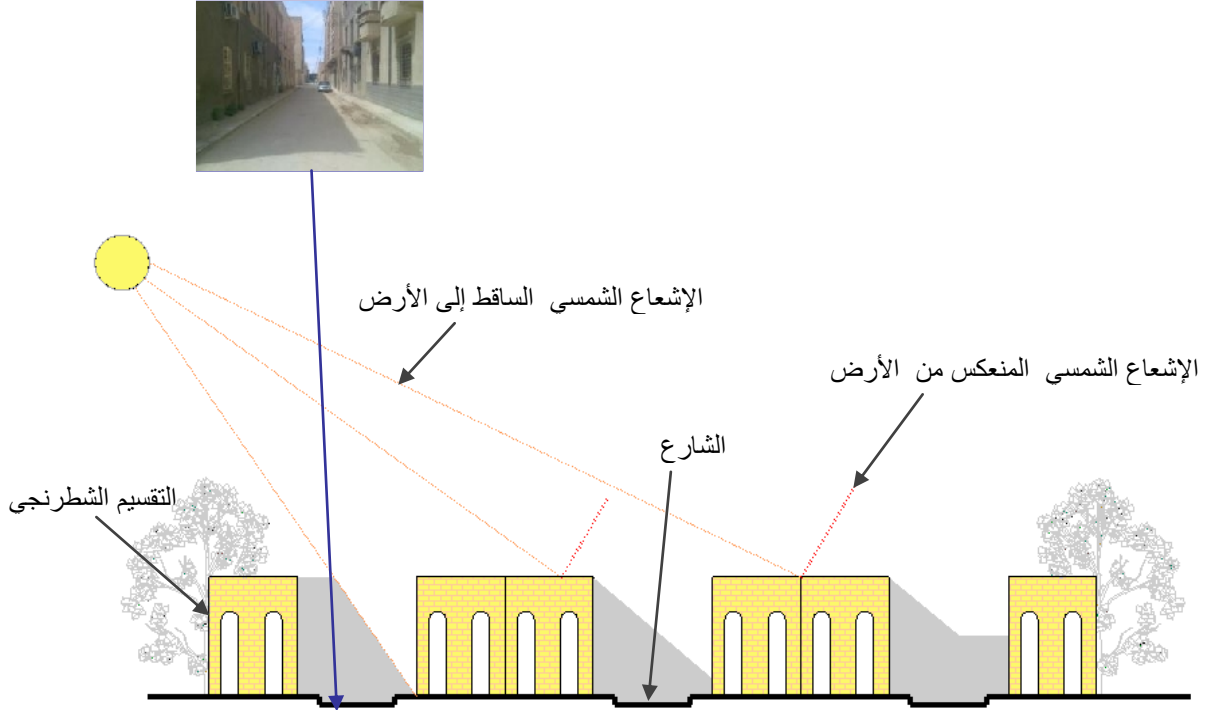 الإشعاع الشمسي الساقط إلى الأرض
الإشعاع الشمسي المنعكس من الأرض
الشارع
التقسيم الشطرنجي